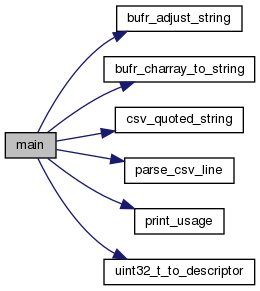 bufr_adjust_string
bufr_charray_to_string
csv_quoted_string
main
parse_csv_line
print_usage
uint32_t_to_descriptor